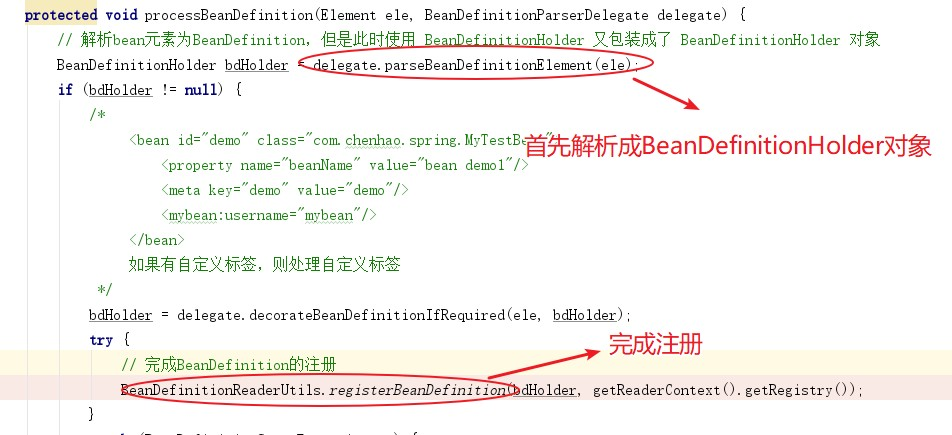 protected void processBeanDefinition(Element ele, BeanDefinitionParserDelegate delegate) {
// 解析bean元素为BeanDefinition，但是此时使用 BeanDefinitionHolder 又包装成了 BeanDefinitionHolder 对象
BeanDefinitionHolder bdHolder = delegate.parseBeanDefinitionElement(ele);
if (bdHolder != null) {
/*
<bean id="demo" class="com.chenhao.spring.MyTestBe
首先解析成BeanDefinitionHolder对象
<property name="beanName" value="bean demo1"/>
<meta key="demo" value="demo"/>
<mybean:username="mybean"/>
</bean>
如果有自定义标签，则处理自定义标签
*/
bdHolder = delegate.decorateBeanDefinitionIfRequired(ele, bdHolder);
try {
完成注册
// 完成BeanDefinition的注册
BeanDefinitionReaderUtils.registerBeanDefinition(bdHolder, getReaderContext().getRegistry());
}